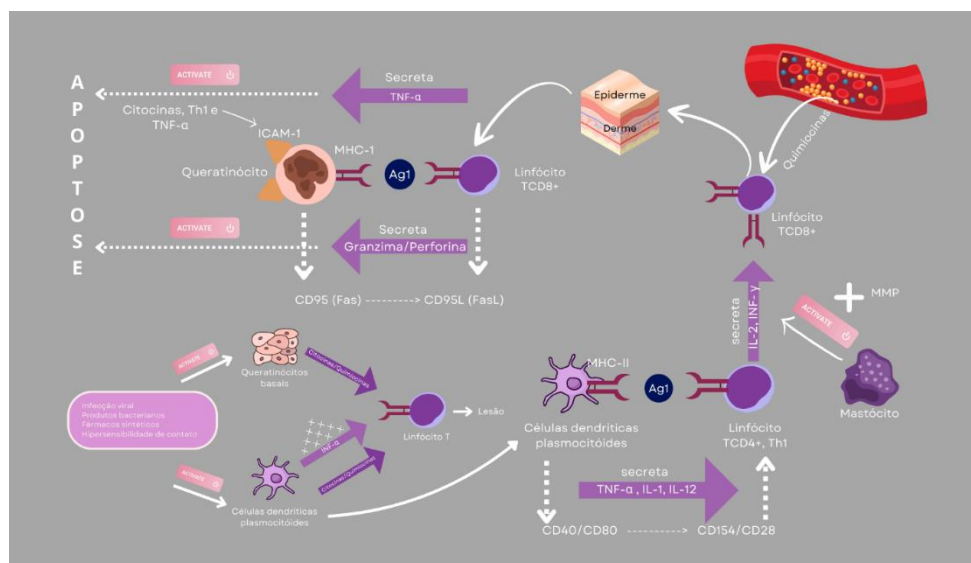 APOPTOSE
ACTIVATE
Citocinas, Th1 e
TNF-α
ICAM-1
Secreta
TNF-α
MHC-1
Queratinócito
Ag1
Linfócito
TCD8+
Epiderme
Derme
Quimiocinas
Linfócito
TCD8+
ACTIVATE
Secreta
Granzima/Perforina
CD95 (Fas) --------> CD95L (FasL)
secreta
IL-2, INF- γ
ACTIVATE
MMP
Mastócito
MHC-II
Ag1
Células dendríticas
plasmocitóides
Linfócito
TCD4+, Th1
secreta
TNF-α , IL-1, IL-12
CD40/CD80 ------------> CD154/CD28
ACTIVATE
Queratinócitos
basais
Citocinas/Quimiocinas
Infecção viral
Produtos bacterianos
Fármacos sintéticos
Hipersensibilidade de contato
INF-α
Linfócito T
Lesão
ACTIVATE
Citocinas/Quimiocinas
Células dendríticas
plasmocitóides